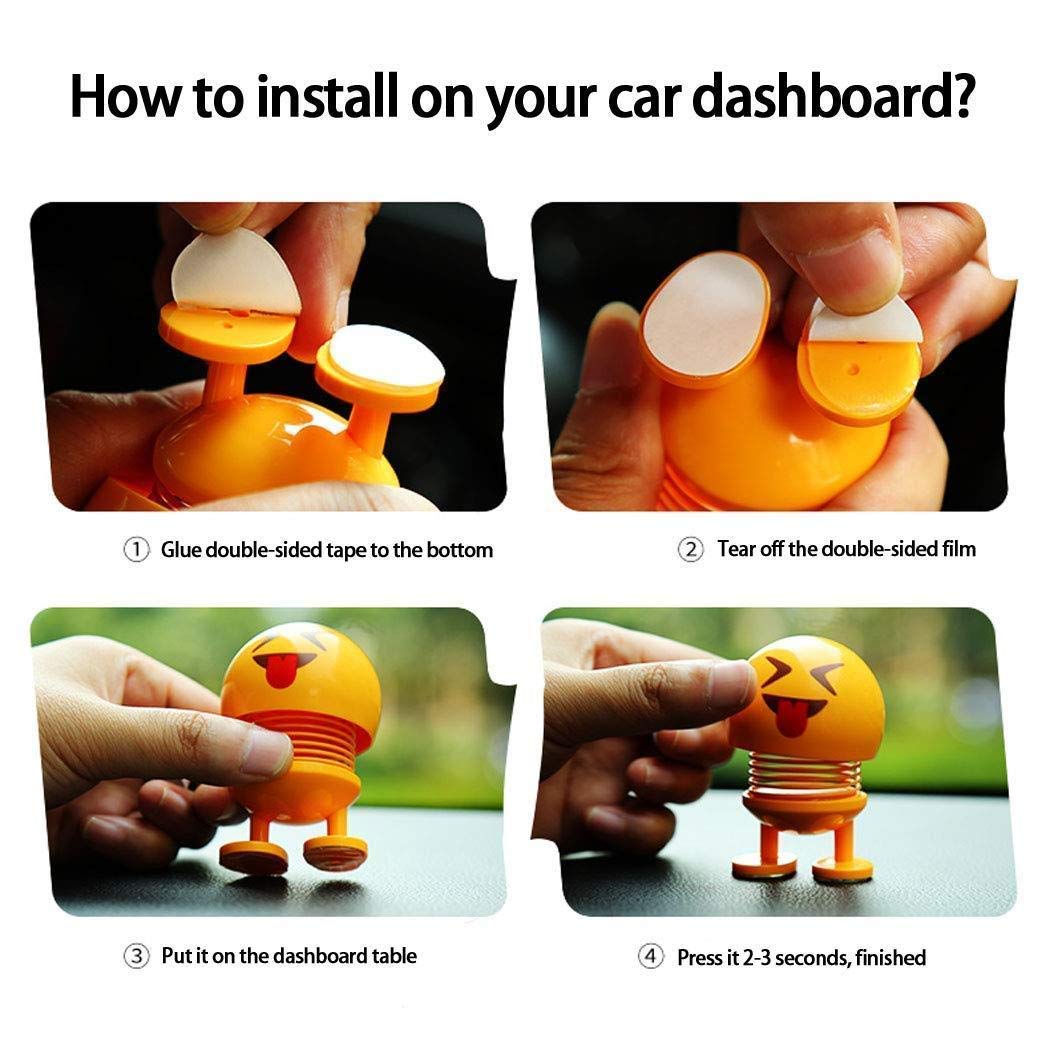 How to install on your car dashboard?
① Glue double-sided tape to the bottom
② Tear off the double-sided film
③ Put it on the dashboard table
④ Press it 2-3 seconds, finished